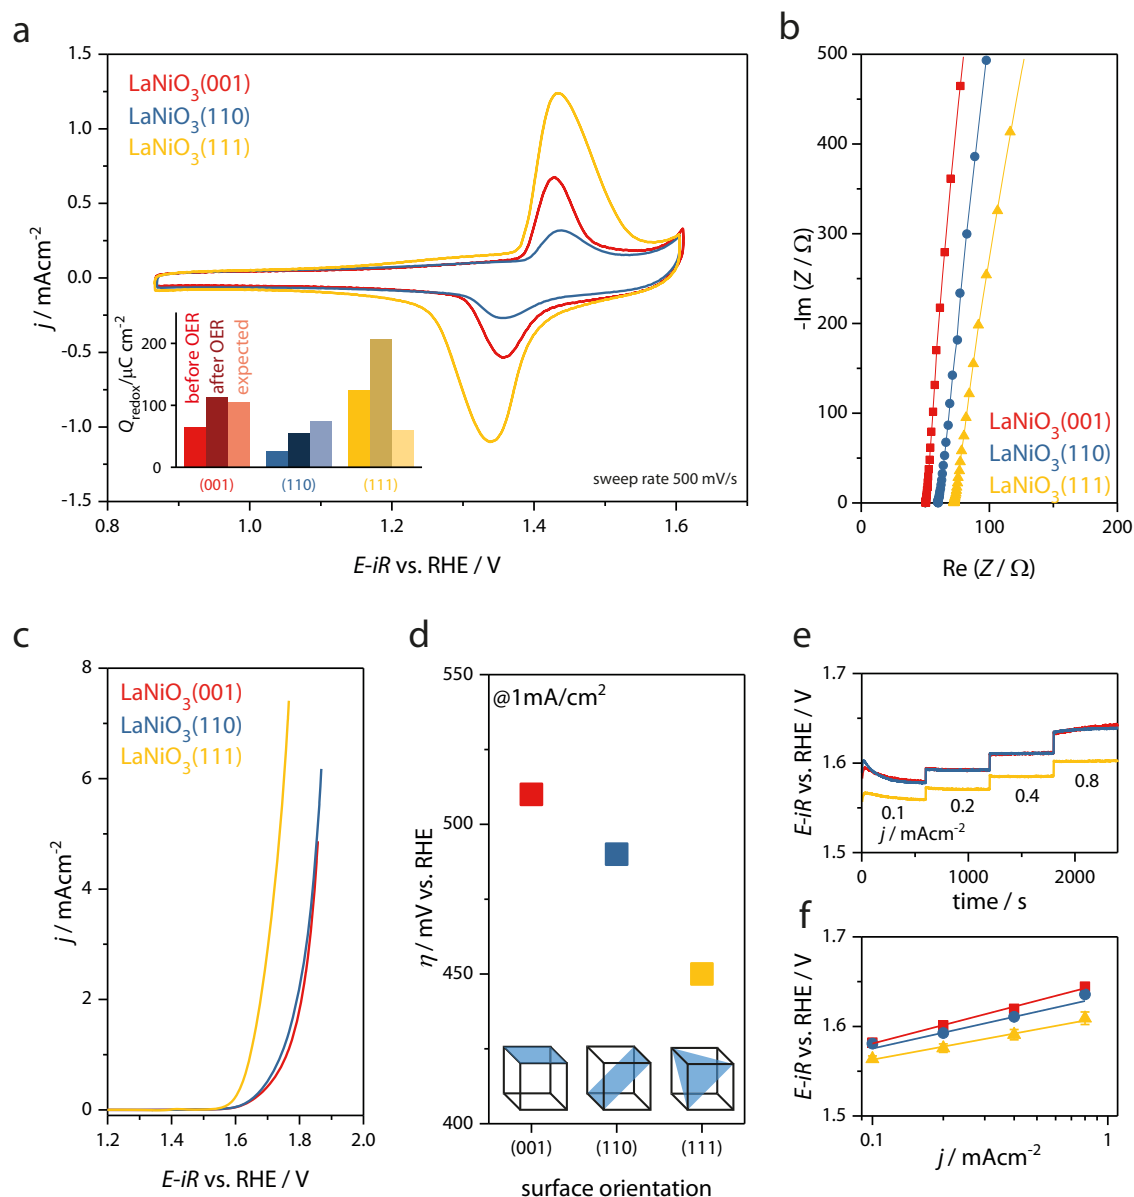 a
1.5
1.0
0.5
0.0
-0.5
-1.0
-1.5
j / mAcm-2
LaNiO3(001)
LaNiO3(110)
LaNiO3(111)
Qredox/µC cm-2
200
100
0
before OER
after OER
expected
(001)
(110)
(111)
sweep rate 500 mV/s
0.8
1.0
1.2
1.4
1.6
E-iR vs. RHE / V
b
500
400
300
200
100
0
-Im (Z / Ω)
LaNiO3(001)
LaNiO3(110)
LaNiO3(111)
0
100
200
Re (Z / Ω)
c
8
6
4
2
0
j / mAcm-2
LaNiO3(001)
LaNiO3(110)
LaNiO3(111)
1.2
1.4
1.6
1.8
2.0
E-iR vs. RHE / V
d
550
500
450
400
η / mV vs. RHE
@1mA/cm2
(001)
(110)
(111)
surface orientation
e
1.7
1.6
1.5
E-iR vs. RHE / V
0.1
0.2
0.4
0.8
j / mAcm-2
0
1000
2000
time / s
f
1.7
1.6
1.5
E-iR vs. RHE / V
0.1
1
j / mAcm-2